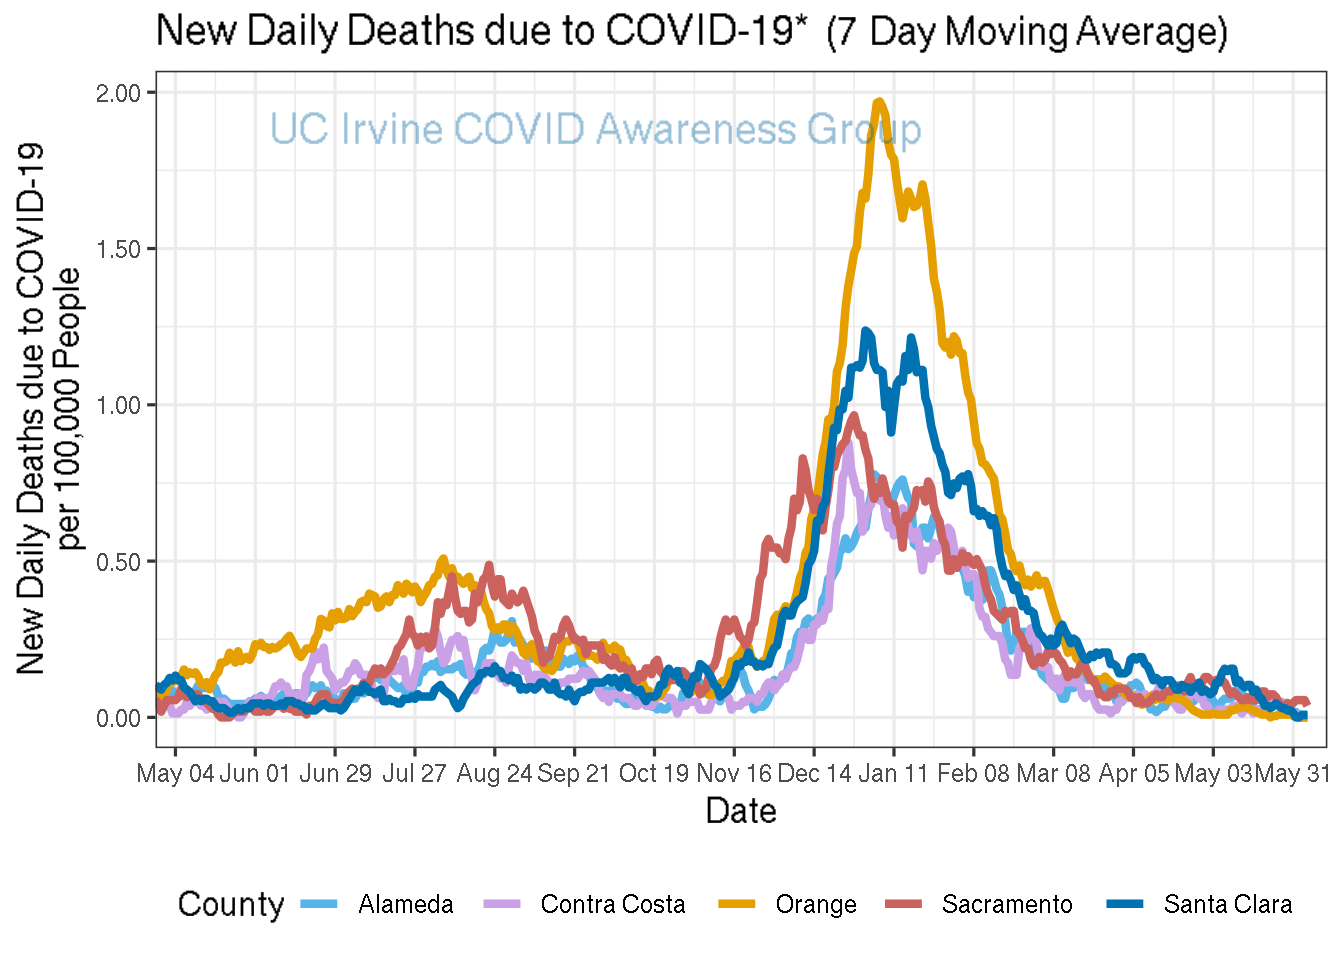 New Daily Deaths due to COVID-19* (7 Day Moving Average)
UC Irvine COVID Awareness Group
New Daily Deaths due to COVID-19
per 100,000 People
2.00
1.50
1.00
0.50
0.00
May 04 Jun 01 Jun 29 Jul 27 Aug 24 Sep 21 Oct 19 Nov 16 Dec 14 Jan 11 Feb 08 Mar 08 Apr 05 May 03 May 31
Date
County Alameda Contra Costa Orange Sacramento Santa Clara